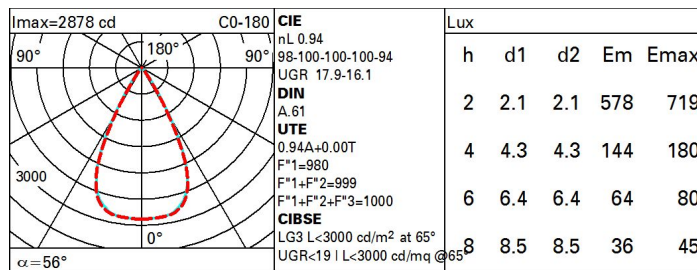 Imax=2878 cd C0-180
90° 180° 90°
3000
0°
α=56°
CIE
nL 0.94
98-100-100-100-94
UGR 17.9-16.1
DIN
A.61
UTE
0.94A+0.00T
F"1=980
F"1+F"2=999
F"1+F"2+F"3=1000
CIBSE
LG3 L<3000 cd/m² at 65°
UGR<19 | L<3000 cd/mq @65°
Lux
h d1 d2 Em Emax
2 2.1 2.1 578 719
4 4.3 4.3 144 180
6 6.4 6.4 64 80
8 8.5 8.5 36 45